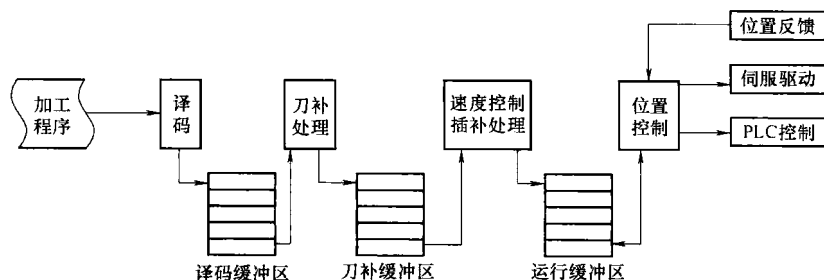 加工
程序
译
码
刀补
处理
速度控制
插补处理
位置
控制
位置反馈
伺服驱动
PLC控制
译码缓冲区
刀补缓冲区
运行缓冲区